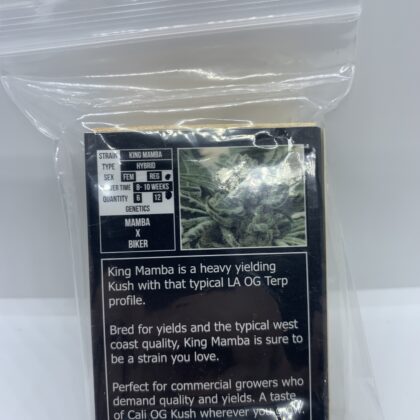 STRAIN KING MAMBA
TYPE HYBRID
SEX FEM REG
TIME 8- 10 WEEKS
QUANTITY 6 12
GENETICS
MAMBA
X
BIKER
King Mamba is a heavy yielding
Kush with that typical LA OG Terp
profile.
Bred for yields and the typical west
coast quality, King Mamba is sure to
be a strain you love.
Perfect for commercial growers who
demand quality and yields. A taste
of Cali OG Kush wherever you grow.